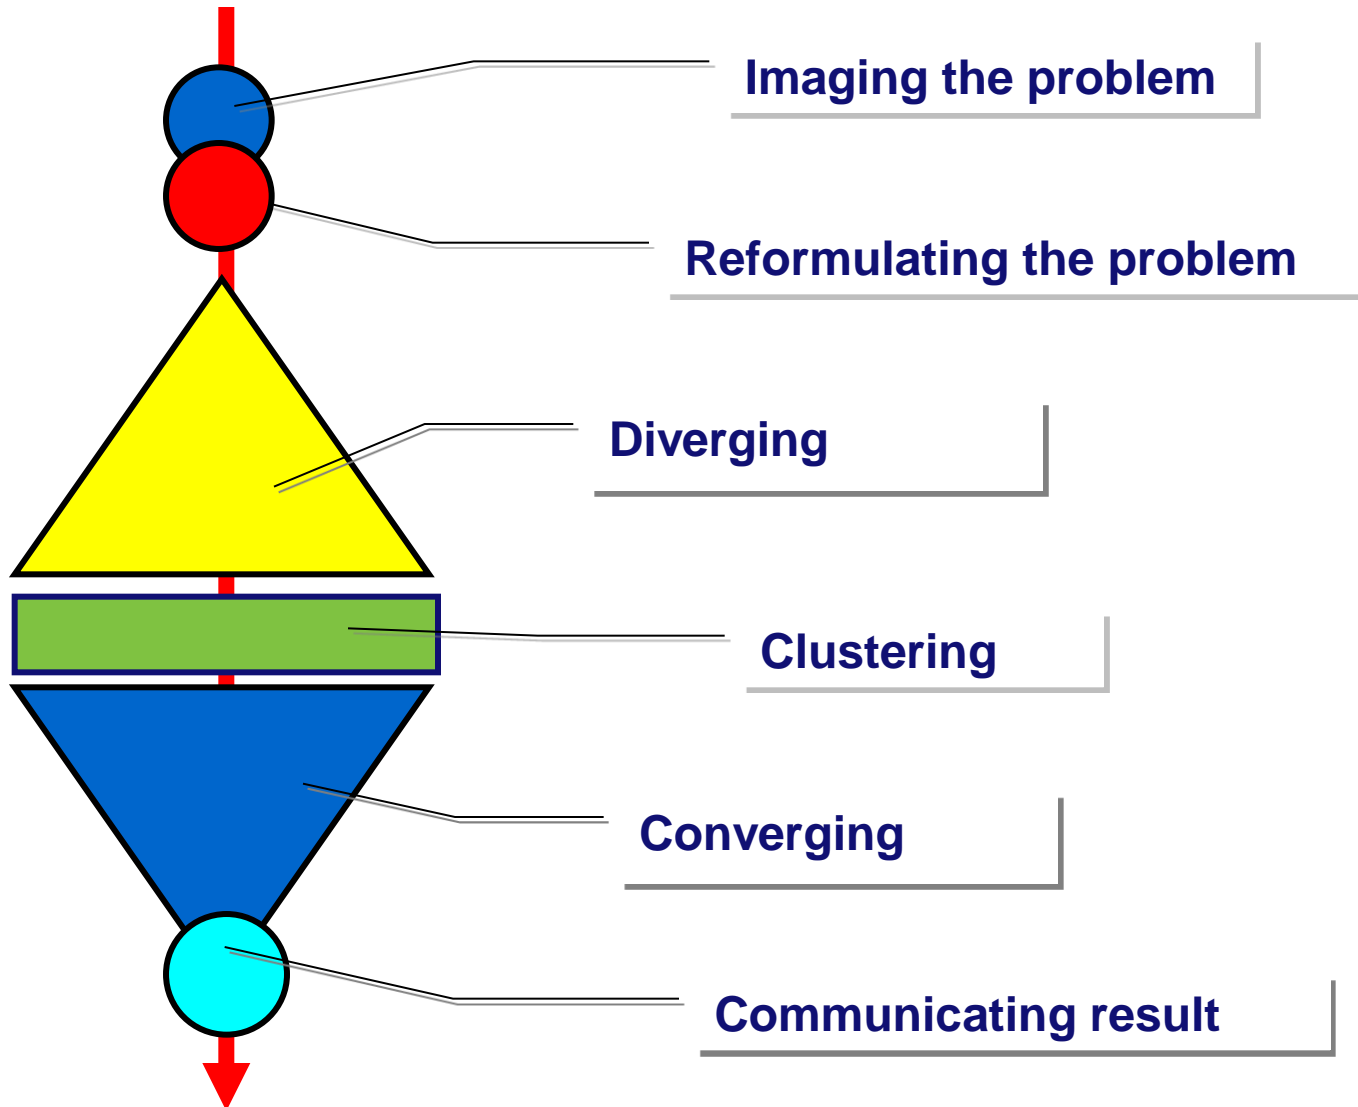 Imaging the problem
Reformulating the problem
Diverging
Clustering
Converging
Communicating result